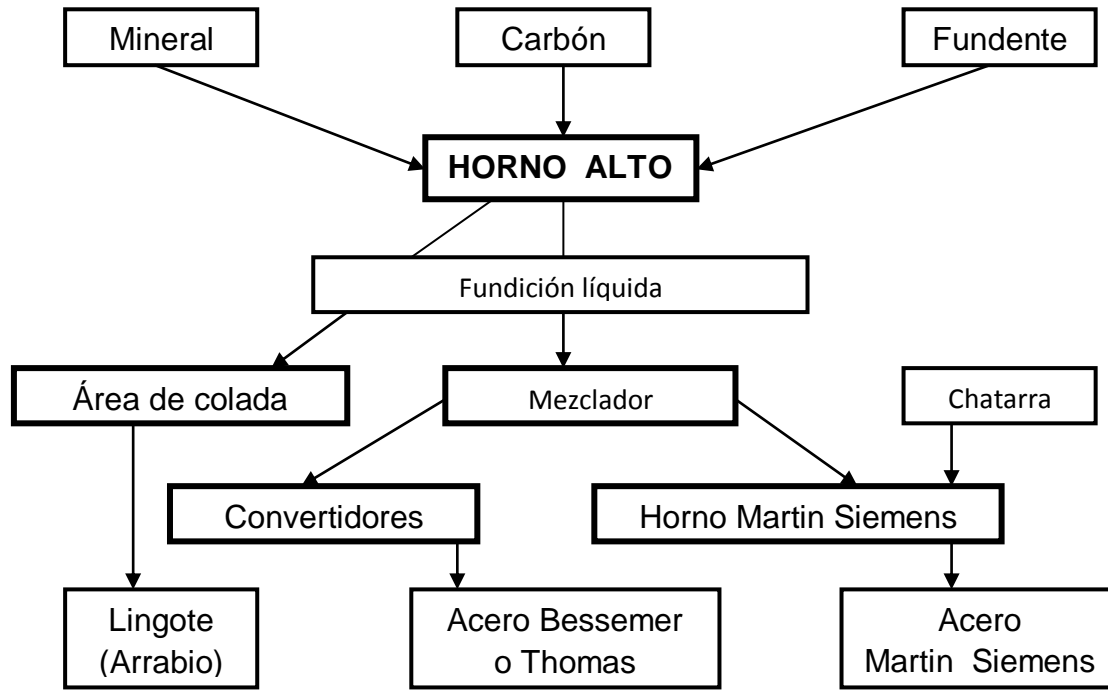 Mineral
Carbón
Fundente
HORNO ALTO
Fundición líquida
Área de colada
Mezclador
Chatarra
Convertidores
Horno Martin Siemens
Lingote
(Arrabio)
Acero Bessemer
o Thomas
Acero
Martin Siemens